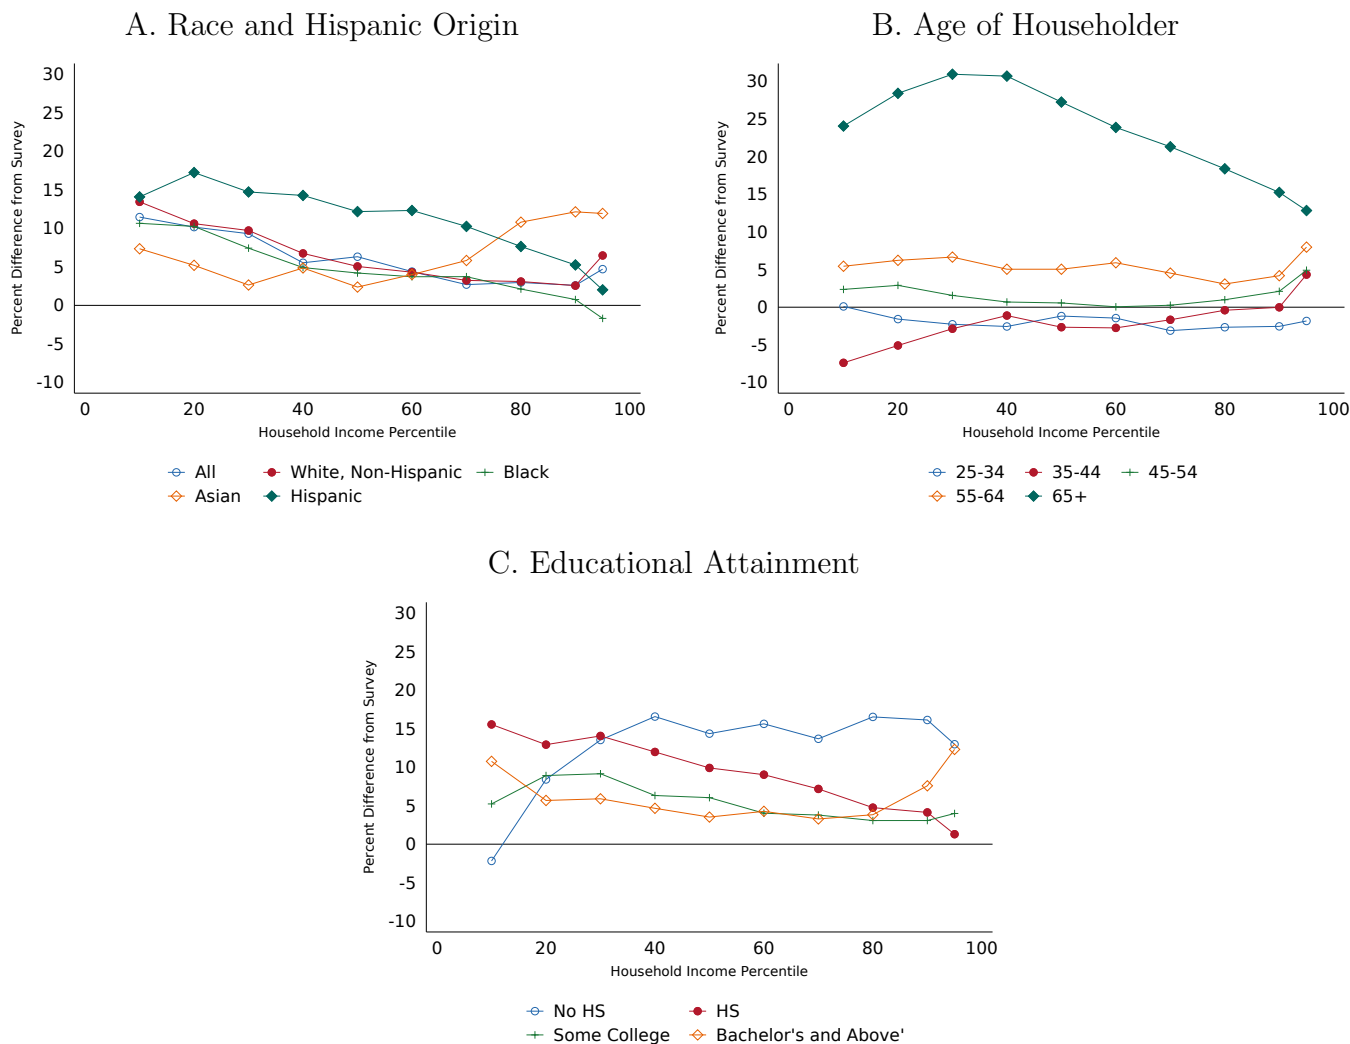 A. Race and Hispanic Origin
30
25
20
15
10
5
0
-5
-10
Percent Difference from Survey
0 20 40 60 80 100
Household Income Percentile
All White, Non-Hispanic Black
Asian Hispanic
B. Age of Householder
30
25
20
15
10
5
0
-5
-10
Percent Difference from Survey
0 20 40 60 80 100
Household Income Percentile
25-34 35-44 45-54
55-64 65+
C. Educational Attainment
30
25
20
15
10
5
0
-5
-10
Percent Difference from Survey
0 20 40 60 80 100
Household Income Percentile
No HS HS
Some College Bachelor's and Above'